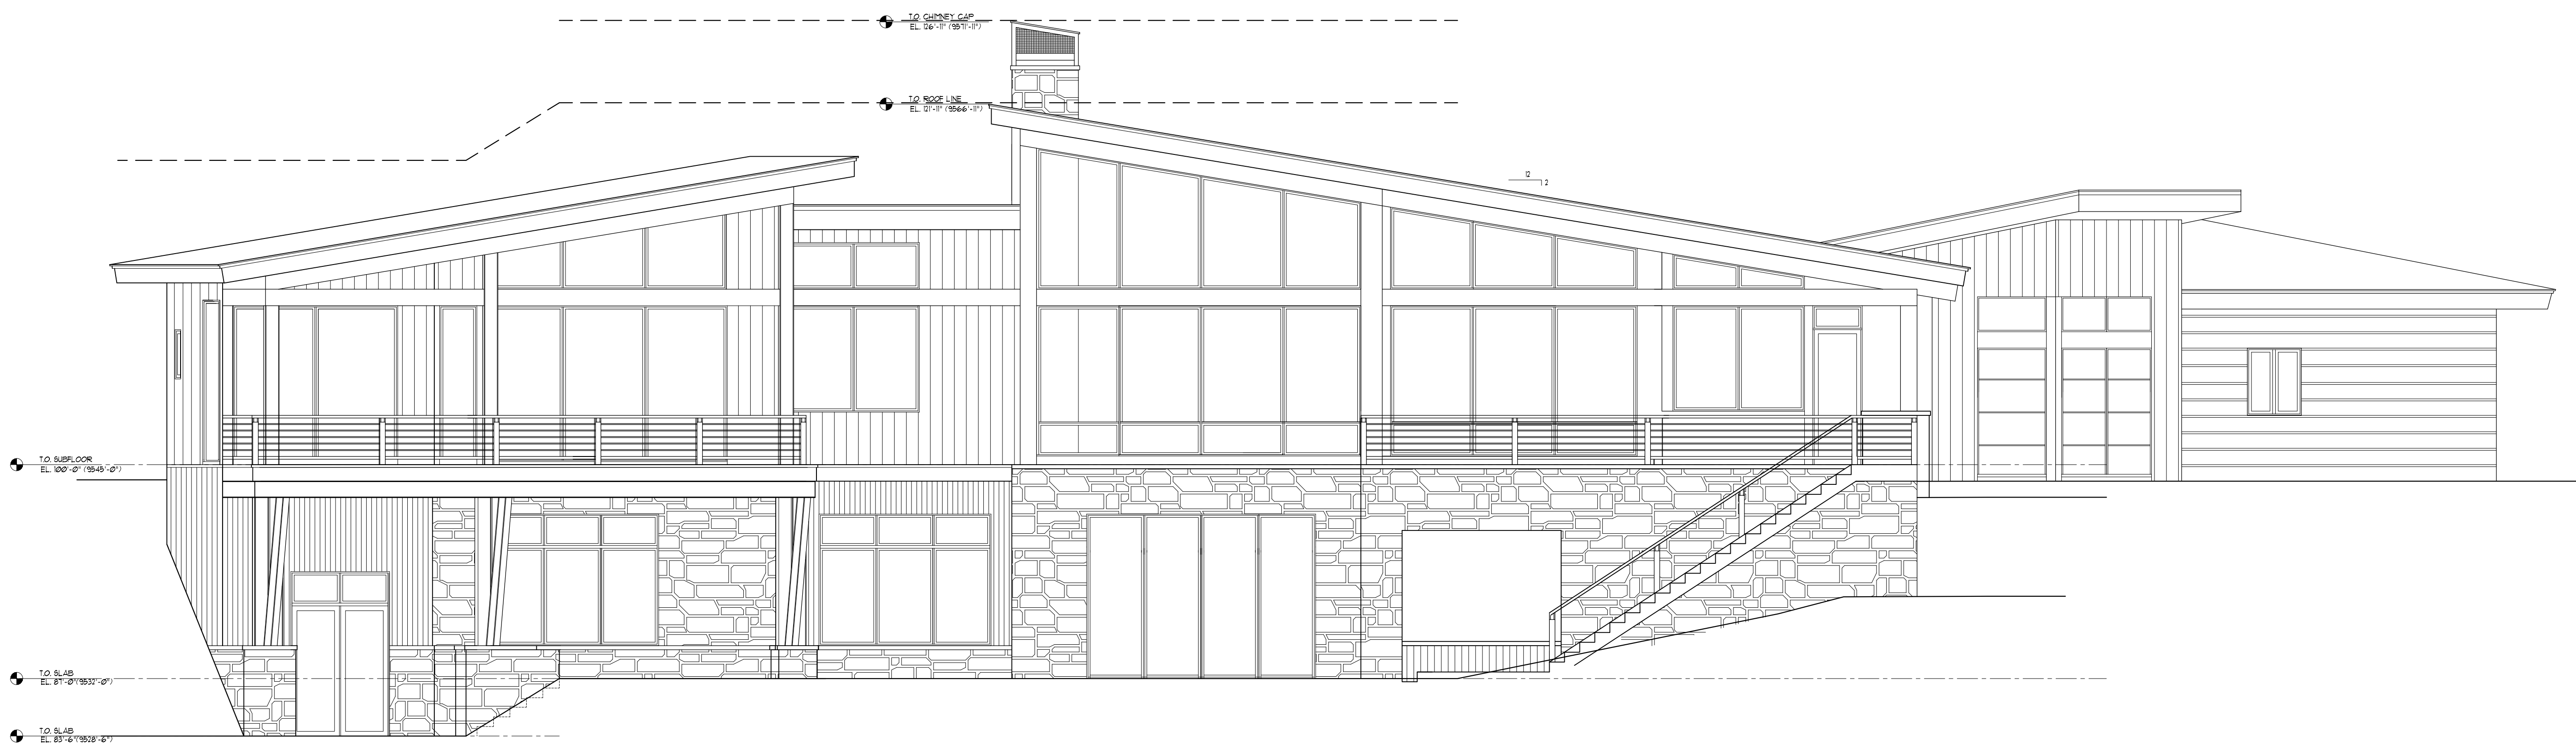 T.O. CHIMNEY CAP
EL. 126'-11" (9571'-11")
T.O. ROOF LINE
EL. 121'-11" (9566'-11")
12
2
T.O. SUBFLOOR
EL. 100'-0" (9545'-0")
T.O. SLAB
EL. 87'-0" (9532'-0")
T.O. SLAB
EL. 83'-6" (9528'-6")